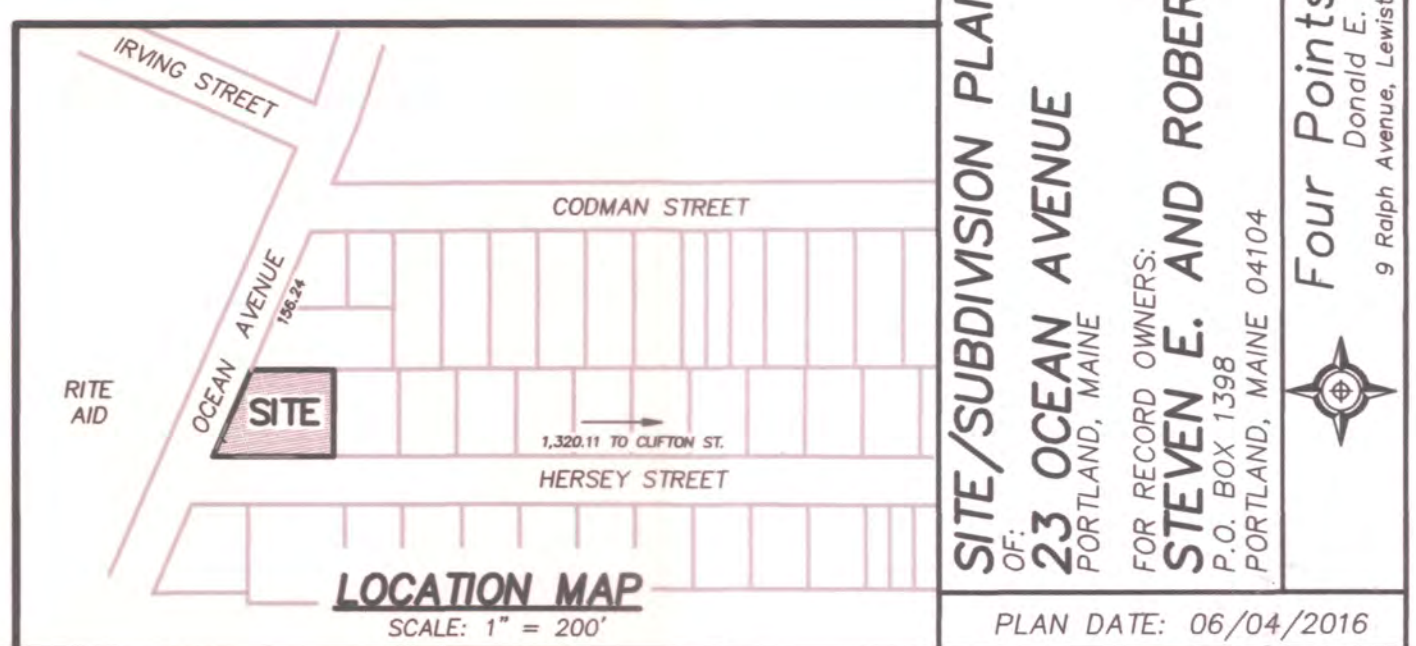 IRVING STREET
CODMAN STREET
OCEAN AVENUE
156.24
RITE
AID
SITE
1,320.11 TO CLIFTON ST.
HERSEY STREET
LOCATION MAP
SCALE: 1" = 200'
SITE/SUBDIVISION PLAN
OF:
23 OCEAN AVENUE
PORTLAND, MAINE
FOR RECORD OWNERS:
STEVEN E. AND ROBER
P.O. BOX 1398
PORTLAND, MAINE 04104
Four Points
Donald E.
9 Ralph Avenue, Lewist
PLAN DATE: 06/04/2016